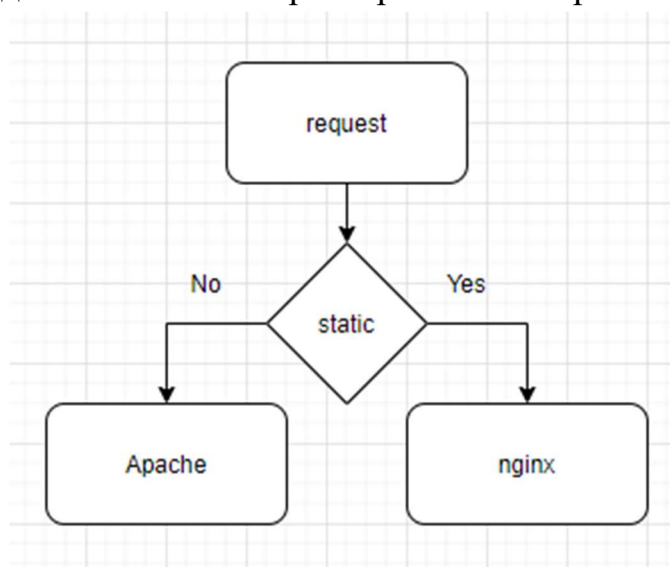 request
No
Yes
static
Apache
nginx